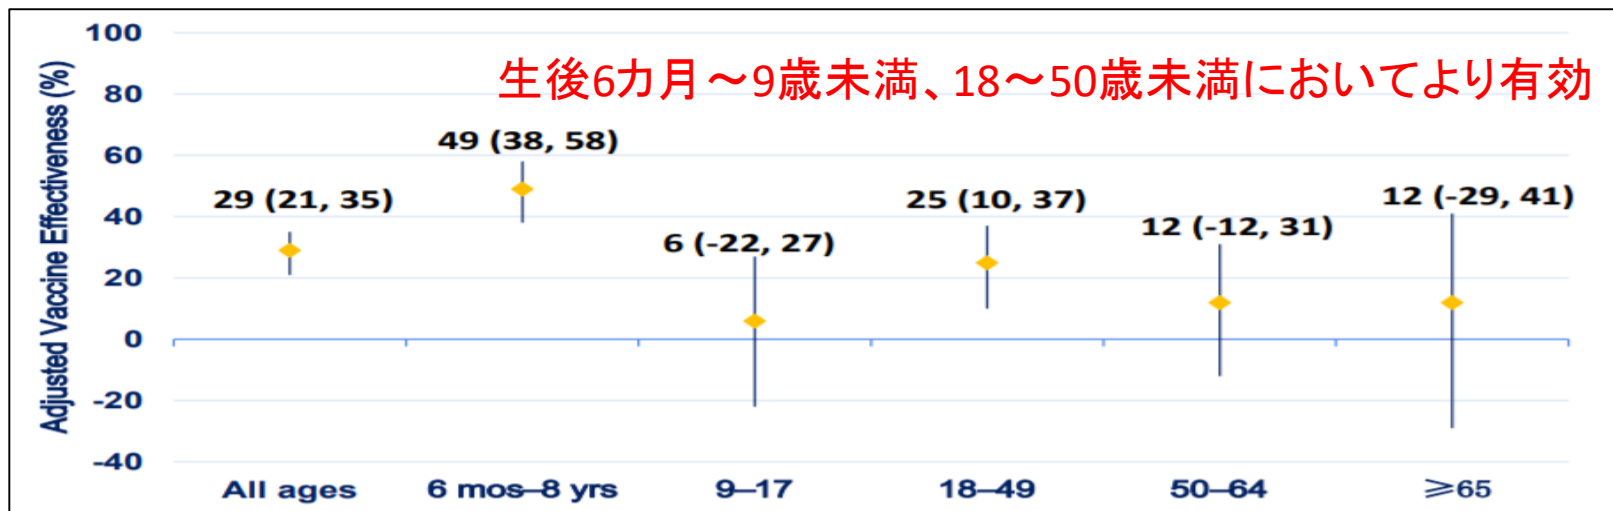 生後6カ月～9歳未満、18～50歳未満においてより有効
Adjusted Vaccine Effectiveness (%)
100
80
60
40
20
0
-20
-40
29 (21, 35)
49 (38, 58)
6 (-22, 27)
25 (10, 37)
12 (-12, 31)
12 (-29, 41)
All ages
6 mos–8 yrs
9–17
18–49
50–64
≥65